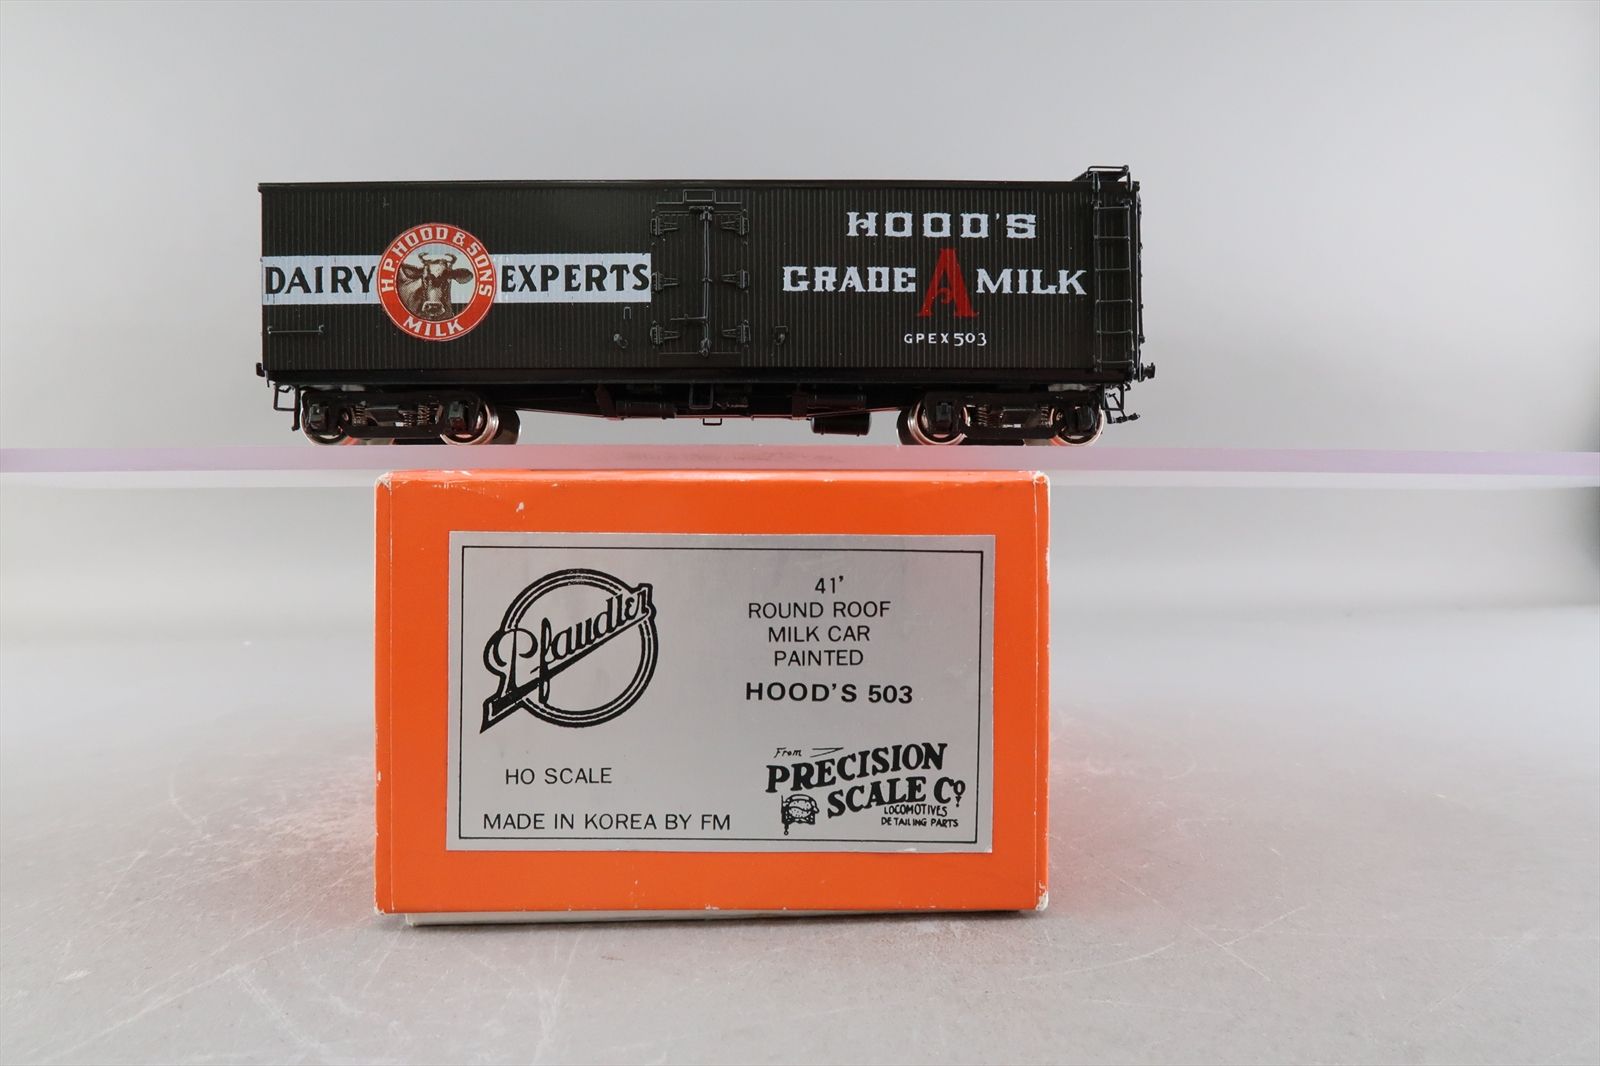 DAIRY EXPERTS
H.P. HOOD & SONS
MILK
HOOD'S
GRADE A MILK
GPEX 503
Pfaudler
41'
ROUND ROOF
MILK CAR
PAINTED
HOOD'S 503
HO SCALE
MADE IN KOREA BY FM
From
PRECISION
SCALE Co.
LOCOMOTIVES
DETAILING PARTS